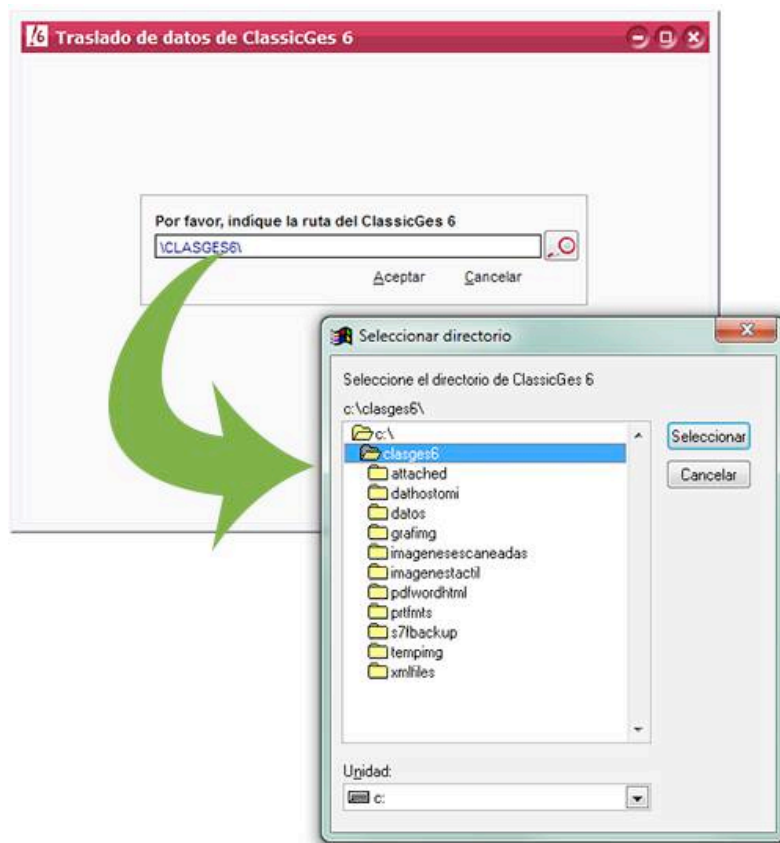 /6 Traslado de datos de ClassicGes 6
Por favor, indique la ruta del ClassicGes 6
\CLASGES6\
Aceptar Cancelar
Seleccionar directorio
Seleccione el directorio de ClassicGes 6
c:\clasges6\
c:\
clasges6
attached
dathostomi
datos
grafimg
imagenesescaneadas
imagenestactil
pdfwordhtml
prtfmts
s7fbackup
tempimg
xmlfiles
Seleccionar
Cancelar
Unidad:
c: